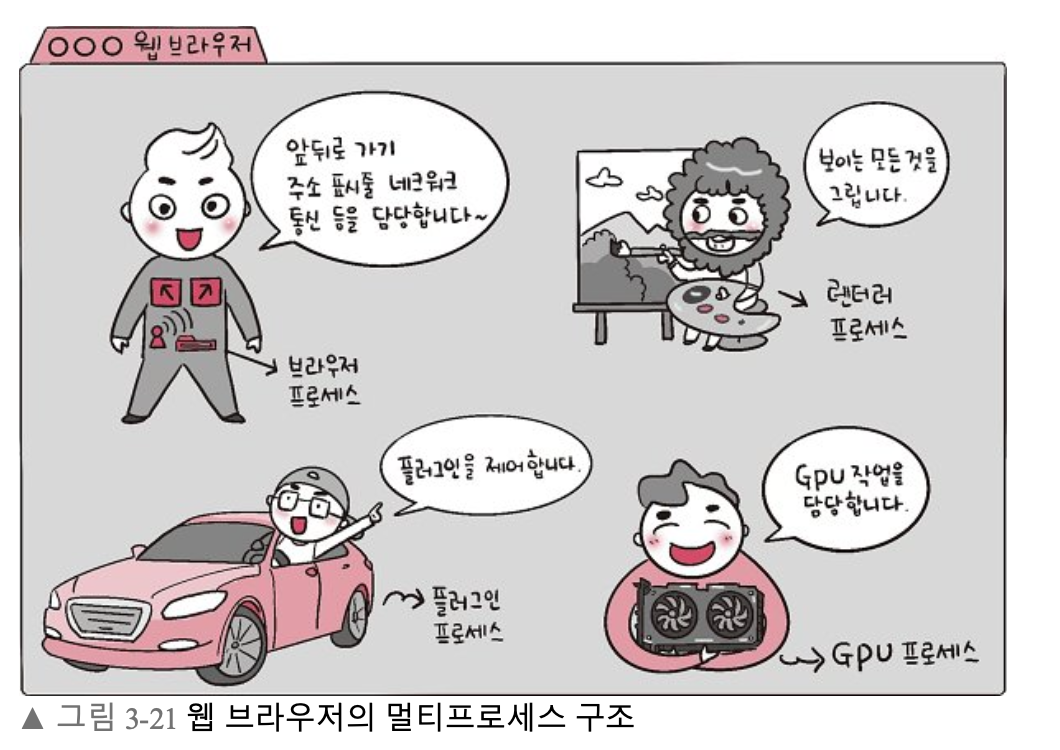 ○○○ 웹브라우저
앞뒤로 가기
주소 표시줄 네크워크
통신 등을 담당합니다~
브라우저
프로세스
보이는 모든 것을
그립니다.
렌더러
프로세스
플러그인을 제어합니다.
플러그인
프로세스
GPU 작업을
담당합니다.
GPU 프로세스
▲ 그림 3-21 웹 브라우저의 멀티프로세스 구조